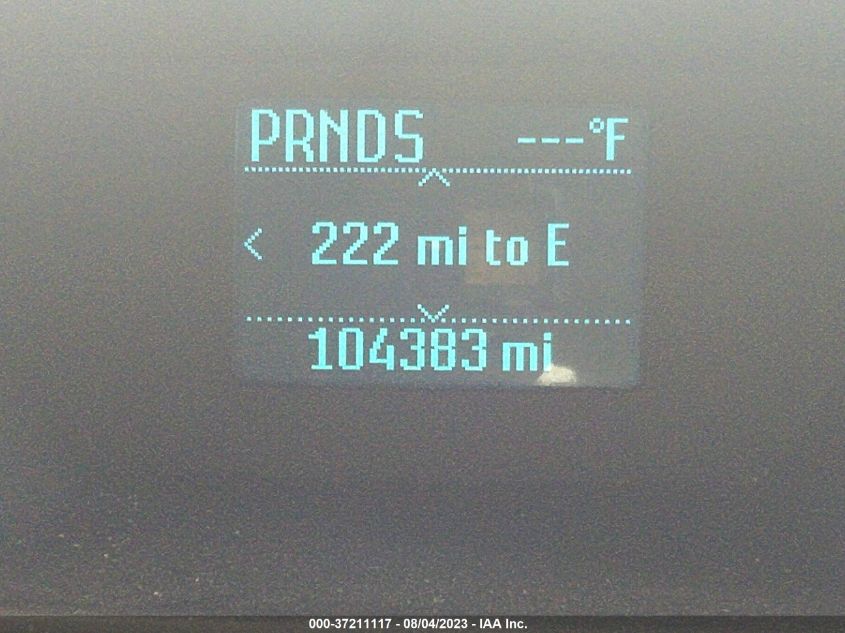 PRNDS ---°F
< 222 mi to E
104383 mi
000-37211117 - 08/04/2023 - IAA Inc.